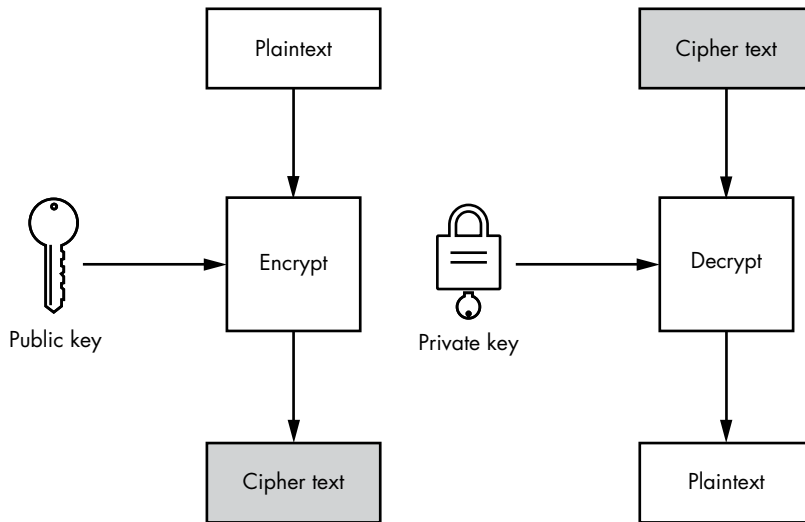 Plaintext
Cipher text
Encrypt
Decrypt
Public key
Private key
Cipher text
Plaintext